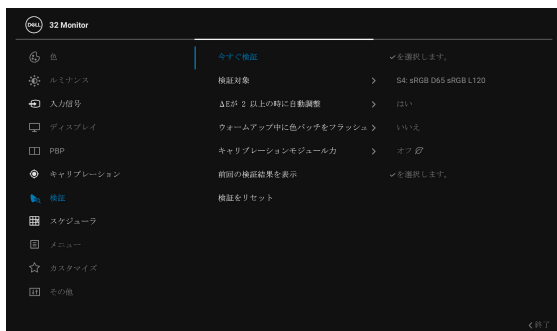 DELL 32 Monitor
色 今すぐ検証 ✓を選択します。
ルミナンス 検証対象 > S4: sRGB D65 sRGB L120
入力信号 ΔEが 2 以上の時に自動調整 > はい
ディスプレイ ウォームアップ中に色パッチをフラッシュ > いいえ
PBP キャリブレーションモジュール力 > オフ
キャリブレーション 前回の検証結果を表示 ✓を選択します。
検証 検証をリセット
スケジューラ
メニュー
カスタマイズ
その他
<終了